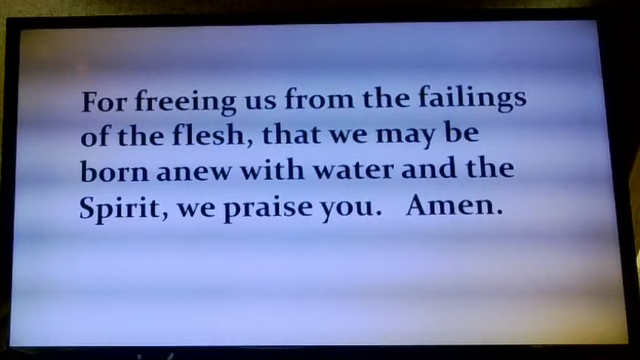 For freeing us from the failings
of the flesh, that we may be
born anew with water and the
Spirit, we praise you. Amen.